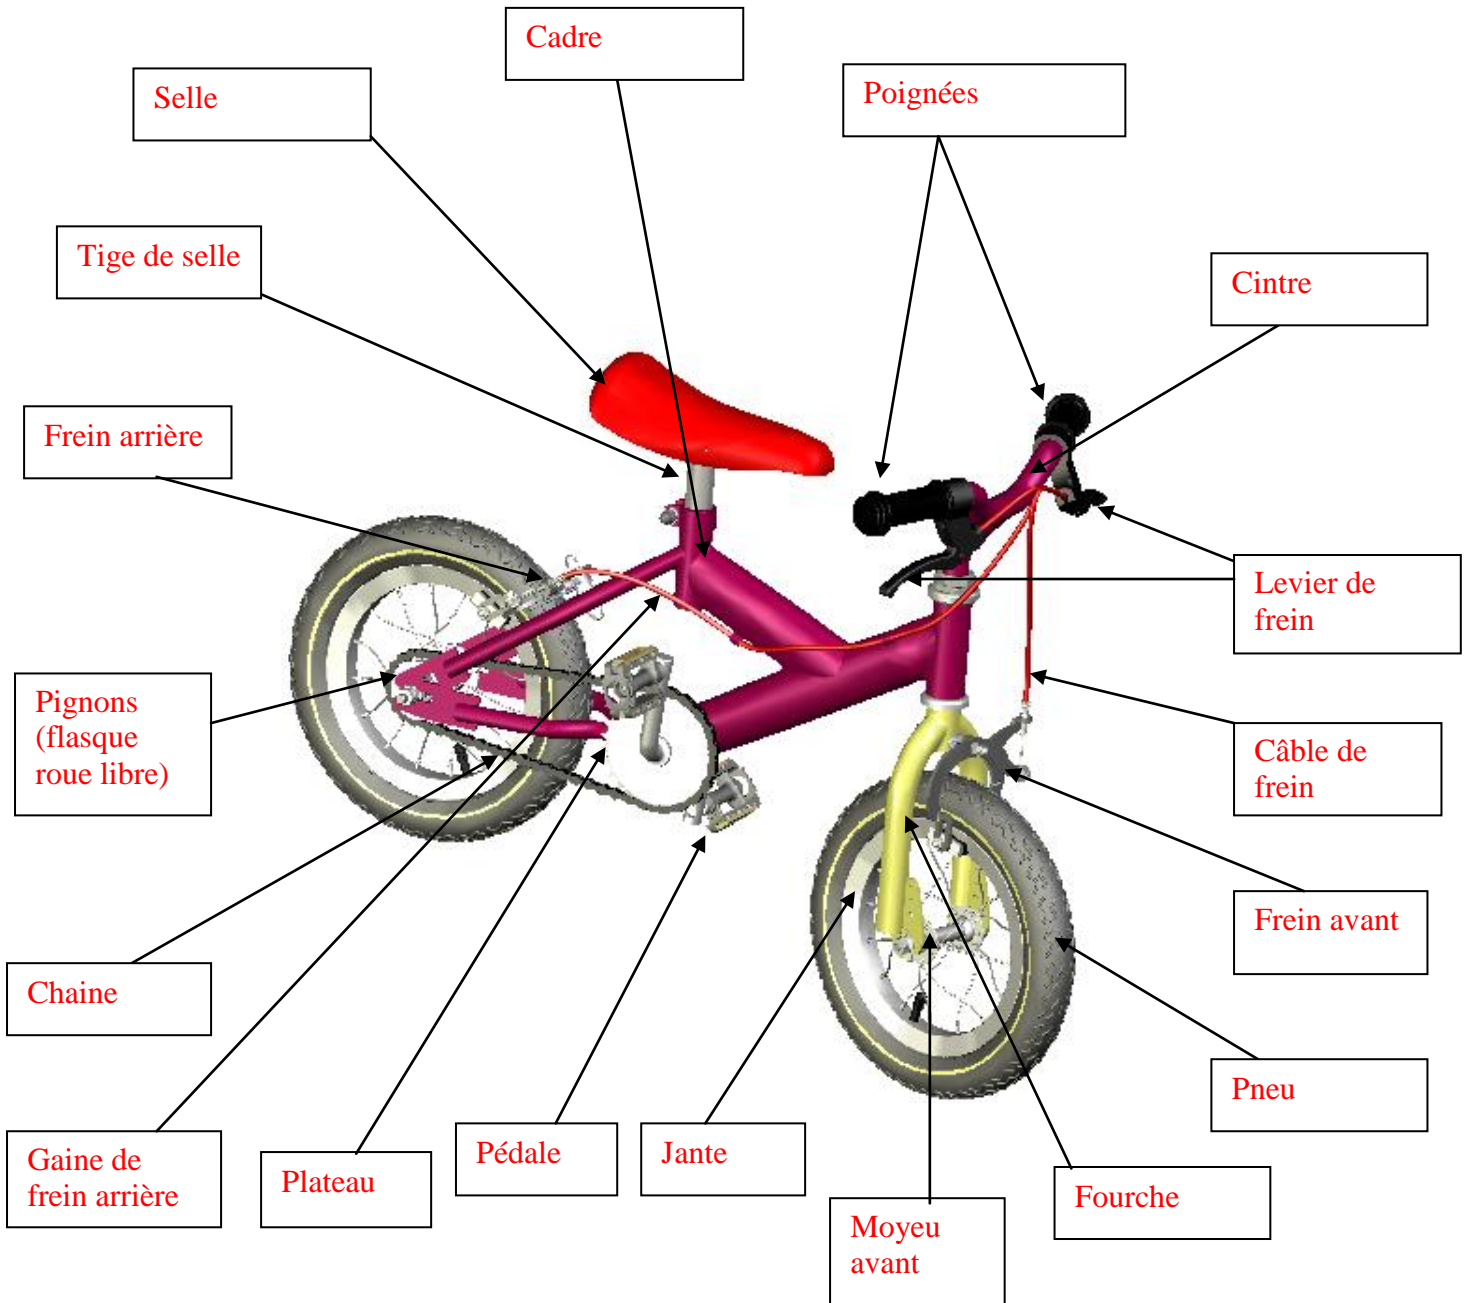 Cadre
Selle
Poignées
Tige de selle
Cintre
Frein arrière
Levier de
frein
Pignons
(flasque
roue libre)
Câble de
frein
Frein avant
Chaine
Pneu
Gaine de
frein arrière
Plateau
Pédale
Jante
Fourche
Moyeu
avant